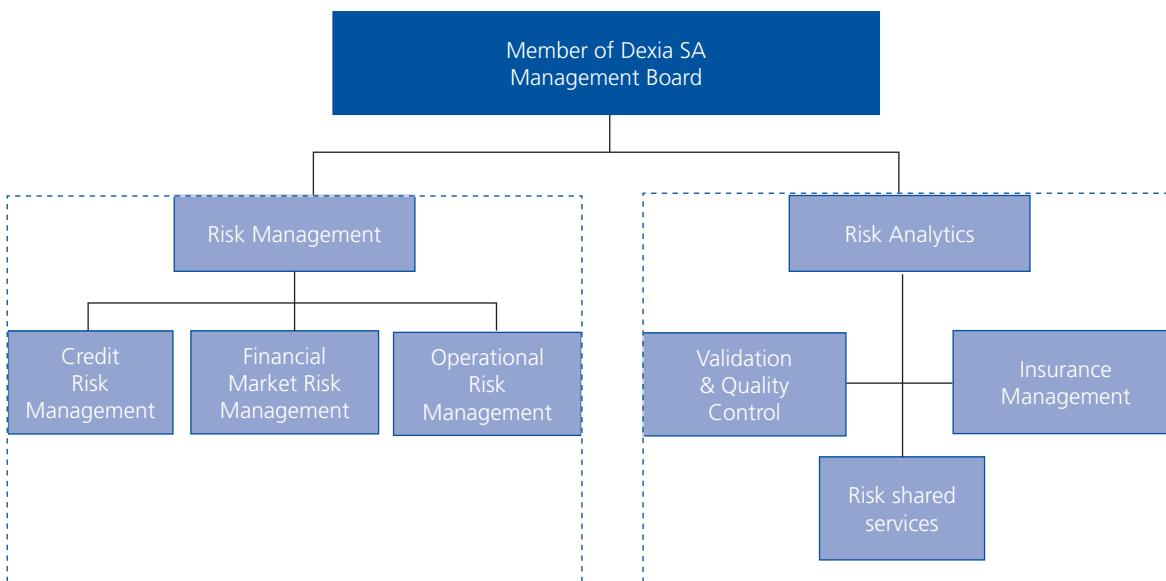 Member of Dexia SA
Management Board
Risk Management
Risk Analytics
Credit
Risk
Management
Financial
Market Risk
Management
Operational
Risk
Management
Validation
& Quality
Control
Insurance
Management
Risk shared
services